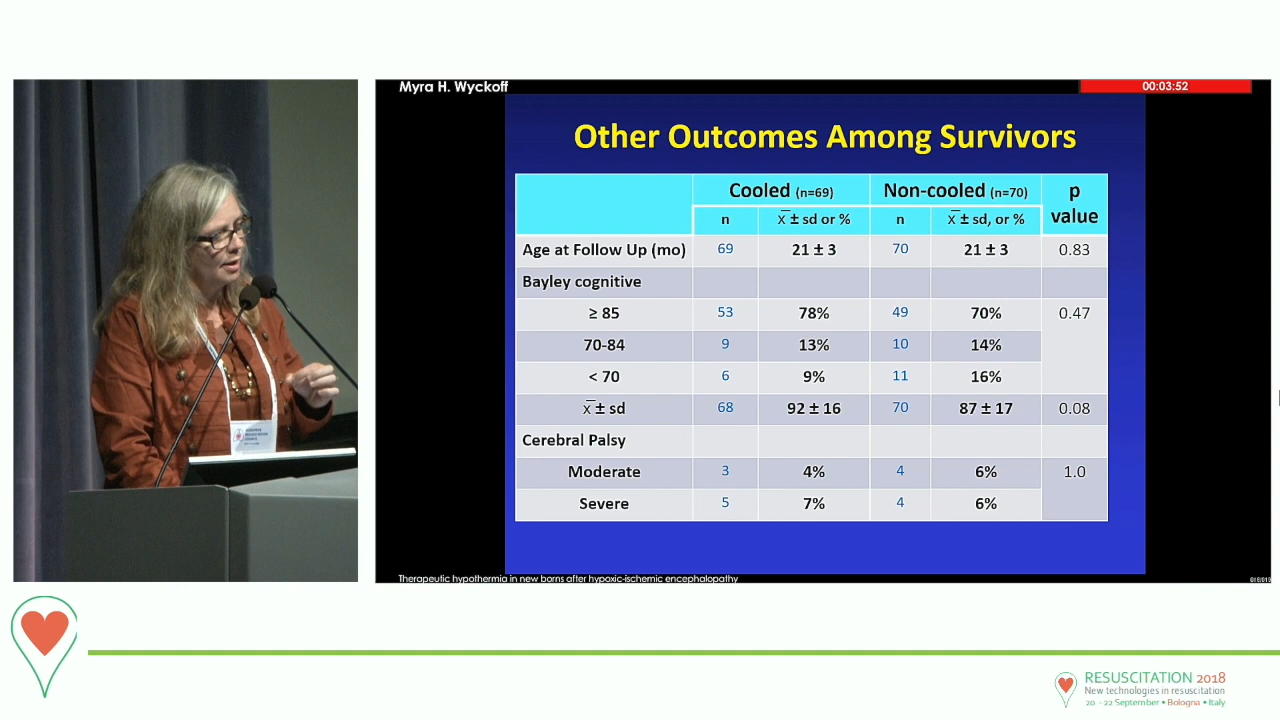 Myra H. Wyckoff
00:03:52
Other Outcomes Among Survivors
Cooled (n=69) Non-cooled (n=70) p value
n x̅ ± sd or % n x̅ ± sd, or %
Age at Follow Up (mo) 69 21 ± 3 70 21 ± 3 0.83
Bayley cognitive
≥ 85 53 78% 49 70% 0.47
70-84 9 13% 10 14%
< 70 6 9% 11 16%
x̅ ± sd 68 92 ± 16 70 87 ± 17 0.08
Cerebral Palsy
Moderate 3 4% 4 6% 1.0
Severe 5 7% 4 6%
Therapeutic hypothermia in new borns after hypoxic-ischemic encephalopathy
RESUSCITATION 2018
New technologies in resuscitation
20 - 22 September • Bologna • Italy